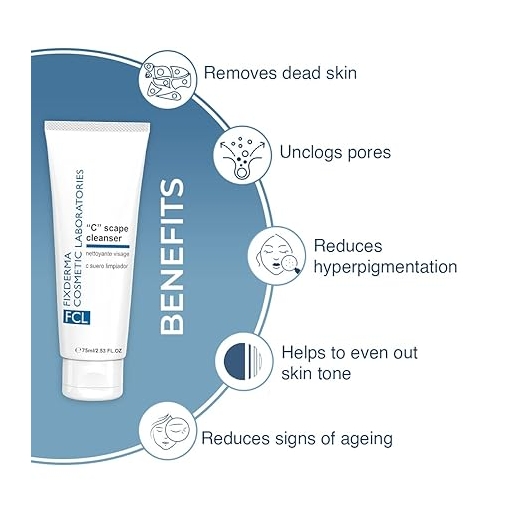 Removes dead skin
Unclogs pores
Reduces
hyperpigmentation
Helps to even out
skin tone
Reduces signs of ageing
BENEFITS
FCL
FIXDERMA
COSMETIC LABORATORIES
"C" scape
cleanser
nettoyante visage
c suero limpiador
℮75ml/2.53 FL.OZ